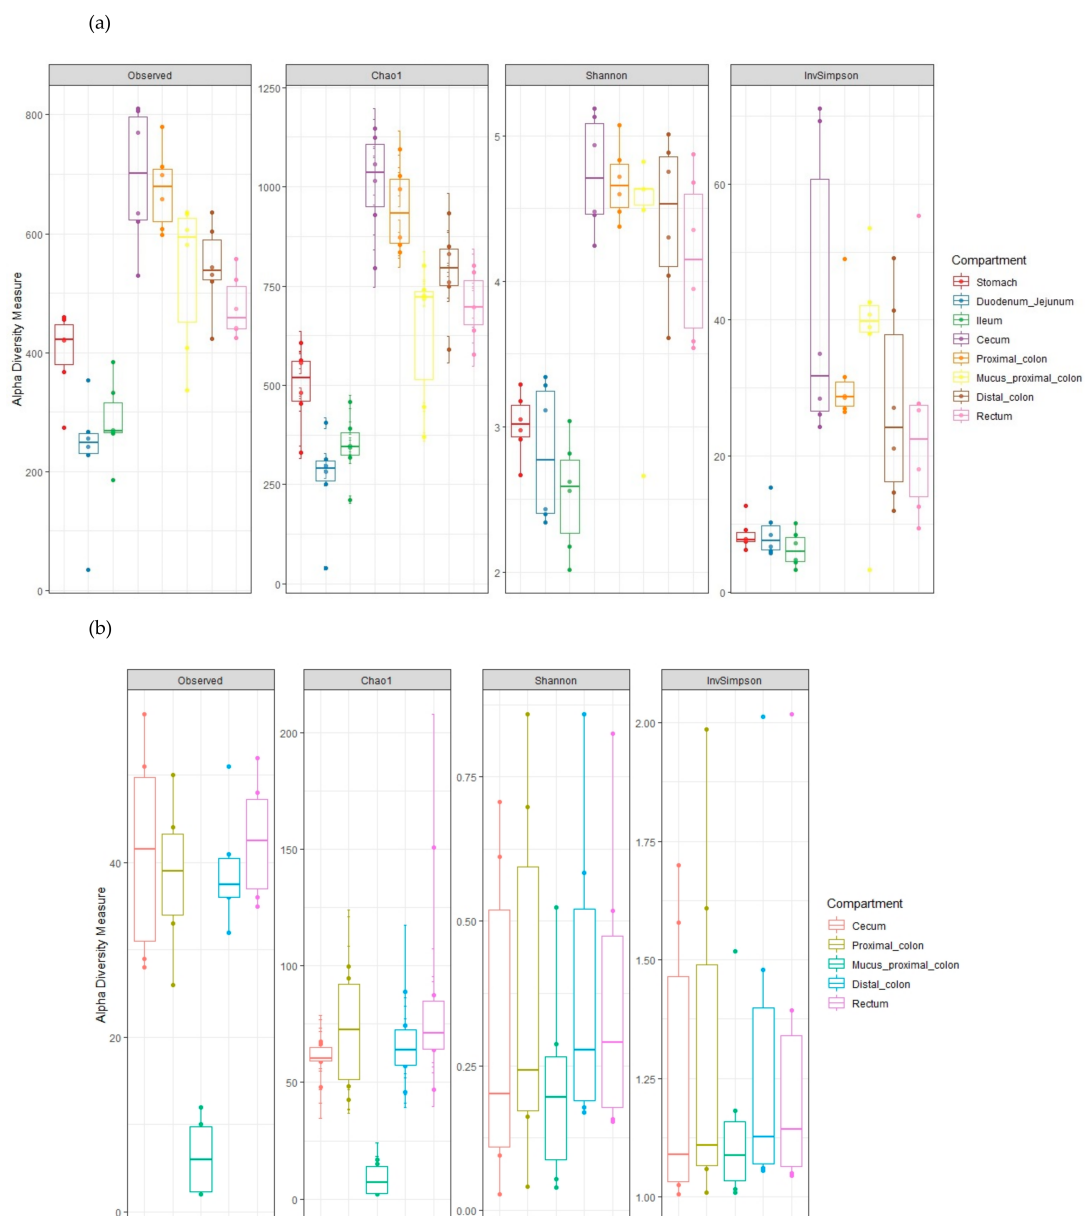 (a)
Observed
Chao1
Shannon
InvSimpson
Alpha Diversity Measure
800
600
400
200
0
1250
1000
750
500
250
0
5
4
3
2
60
40
20
0
Compartment
Stomach
Duodenum_Jejunum
Ileum
Cecum
Proximal_colon
Mucus_proximal_colon
Distal_colon
Rectum
(b)
Observed
Chao1
Shannon
InvSimpson
Alpha Diversity Measure
40
20
0
200
150
100
50
0
0.75
0.50
0.25
0.00
2.00
1.75
1.50
1.25
1.00
Compartment
Cecum
Proximal_colon
Mucus_proximal_colon
Distal_colon
Rectum